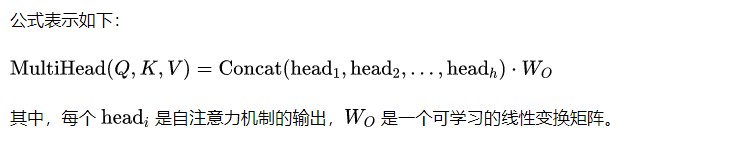 公式表示如下：
MultiHead(Q, K, V) = Concat(head₁, head₂, …, headₕ) · W_O
其中，每个 headᵢ 是自注意力机制的输出，W_O 是一个可学习的线性变换矩阵。